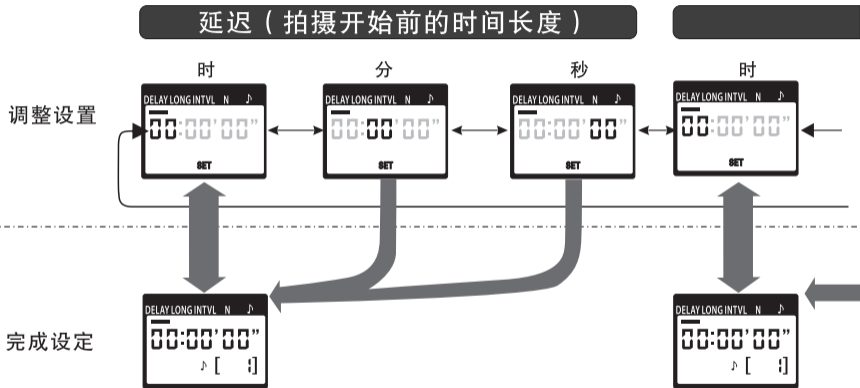 延迟(拍摄开始前的时间长度)
时 分 秒 时
调整设置
DELAY LONG INTVL N ♪
00:00'00”
SET
DELAY LONG INTVL N ♪
00:00'00”
SET
DELAY LONG INTVL N ♪
00:00'00”
SET
DELAY LONG INTVL N ♪
00:00'00”
SET
完成设定
DELAY LONG INTVL N ♪
00:00'00”
♪ [ 1]
DELAY LONG INTVL N ♪
00:00'00”
♪ [ 1]